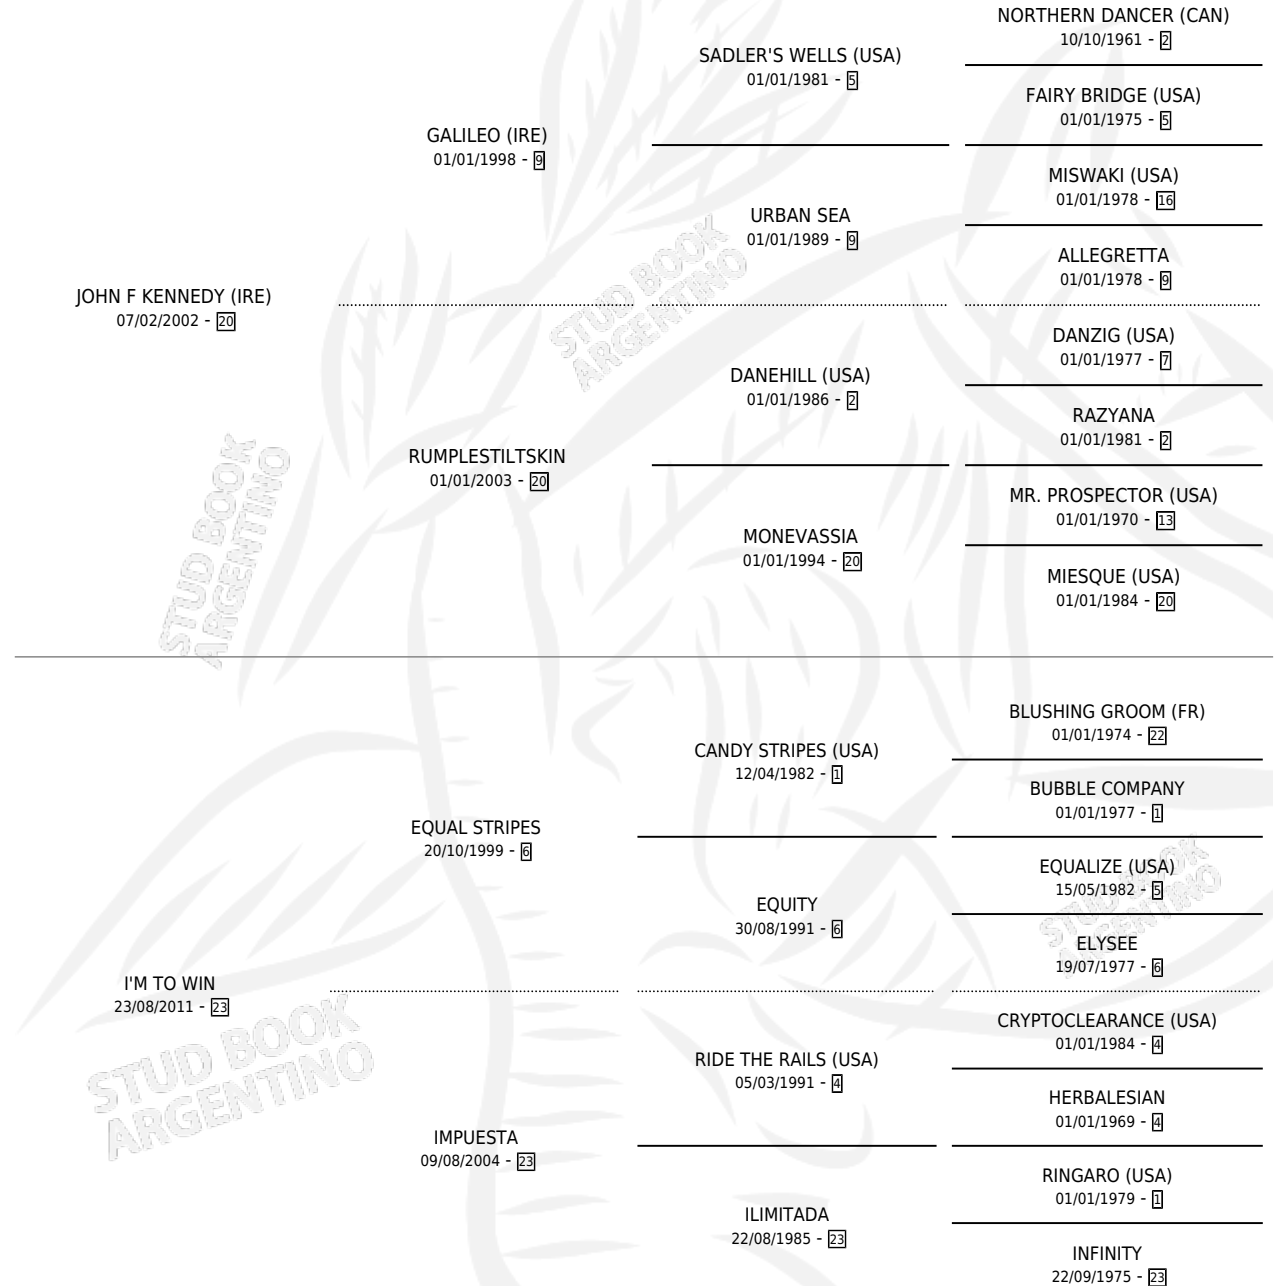 NORTHERN DANCER (CAN)
10/10/1961 - 2
SADLER'S WELLS (USA)
01/01/1981 - 5
FAIRY BRIDGE (USA)
01/01/1975 - 5
GALILEO (IRE)
01/01/1998 - 9
MISWAKI (USA)
01/01/1978 - 16
URBAN SEA
01/01/1989 - 9
ALLEGRETTA
01/01/1978 - 9
JOHN F KENNEDY (IRE)
07/02/2002 - 20
DANZIG (USA)
01/01/1977 - 7
DANEHILL (USA)
01/01/1986 - 2
RAZYANA
01/01/1981 - 2
RUMPLESTILTSKIN
01/01/2003 - 20
MR. PROSPECTOR (USA)
01/01/1970 - 13
MONEVASSIA
01/01/1994 - 20
MIESQUE (USA)
01/01/1984 - 20
BLUSHING GROOM (FR)
01/01/1974 - 22
CANDY STRIPES (USA)
12/04/1982 - 1
BUBBLE COMPANY
01/01/1977 - 1
EQUAL STRIPES
20/10/1999 - 6
EQUALIZE (USA)
15/05/1982 - 5
EQUITY
30/08/1991 - 6
ELYSEE
19/07/1977 - 6
I'M TO WIN
23/08/2011 - 23
CRYPTOCLEARANCE (USA)
01/01/1984 - 4
RIDE THE RAILS (USA)
05/03/1991 - 4
HERBALESIAN
01/01/1969 - 4
IMPUESTA
09/08/2004 - 23
RINGARO (USA)
01/01/1979 - 1
ILIMITADA
22/08/1985 - 23
INFINITY
22/09/1975 - 23
STUD BOOK
ARGENTINO
STUD BOOK
ARGENTINO
STUD BOOK
ARGENTINO
STUD BOOK
ARGENTINO